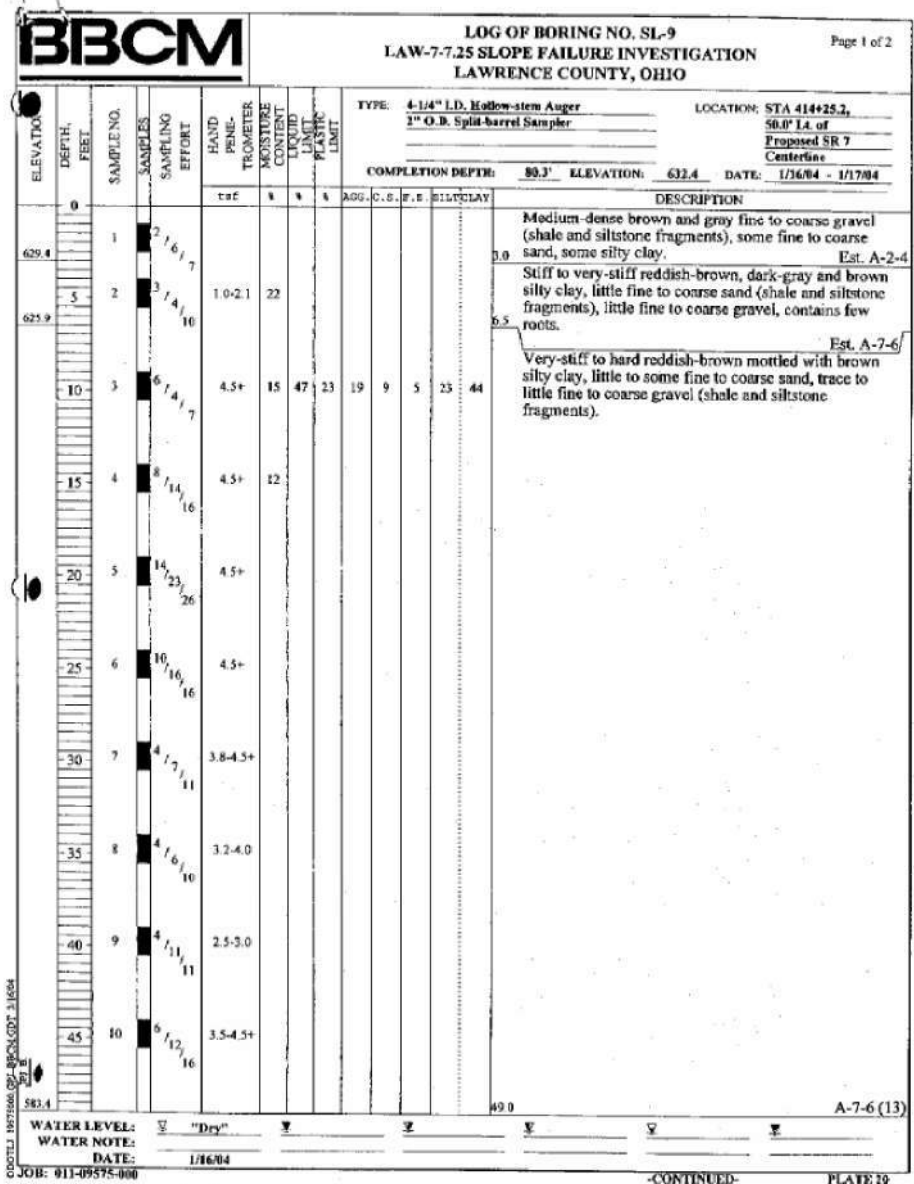 BBCM
LOG OF BORING NO. SL-9
LAW-7-7.25 SLOPE FAILURE INVESTIGATION
LAWRENCE COUNTY, OHIO
Page 1 of 2
ELEVATION
DEPTH, FEET
SAMPLE NO.
SAMPLES
SAMPLING EFFORT
HAND PENE-TROMETER
MOISTURE CONTENT
LIQUID LIMIT
PLASTIC LIMIT
TYPE: 4-1/4" I.D. Hollow-stem Auger
2" O.D. Split-barrel Sampler
LOCATION: STA 414+25.2,
50.0' Lt. of
Proposed SR 7
Centerline
COMPLETION DEPTH: 80.3' ELEVATION: 632.4 DATE: 1/16/04 - 1/17/04
tsf % % % AGG. C.S. F.S. SILT CLAY DESCRIPTION
0
Medium-dense brown and gray fine to coarse gravel
(shale and siltstone fragments), some fine to coarse
sand, some silty clay.
Est. A-2-4
1 2/6/7
629.4 3.0
Stiff to very-stiff reddish-brown, dark-gray and brown
silty clay, little fine to coarse sand (shale and siltstone
fragments), little fine to coarse gravel, contains few
roots.
Est. A-7-6
5 2 3/4/10 1.0-2.1 22
625.9 6.5
Very-stiff to hard reddish-brown mottled with brown
silty clay, little to some fine to coarse sand, trace to
little fine to coarse gravel (shale and siltstone
fragments).
10 3 6/4/7 4.5+ 15 47 23 19 9 5 23 44
15 4 8/14/16 4.5+ 12
20 5 14/23/26 4.5+
25 6 10/16/16 4.5+
30 7 4/7/11 3.8-4.5+
35 8 4/6/10 3.2-4.0
40 9 4/11/11 2.5-3.0
45 10 6/12/16 3.5-4.5+
583.4 49.0 A-7-6 (13)
WATER LEVEL: "Dry"
WATER NOTE:
DATE: 1/16/04
JOB: 011-09575-000
-CONTINUED-
PLATE 19